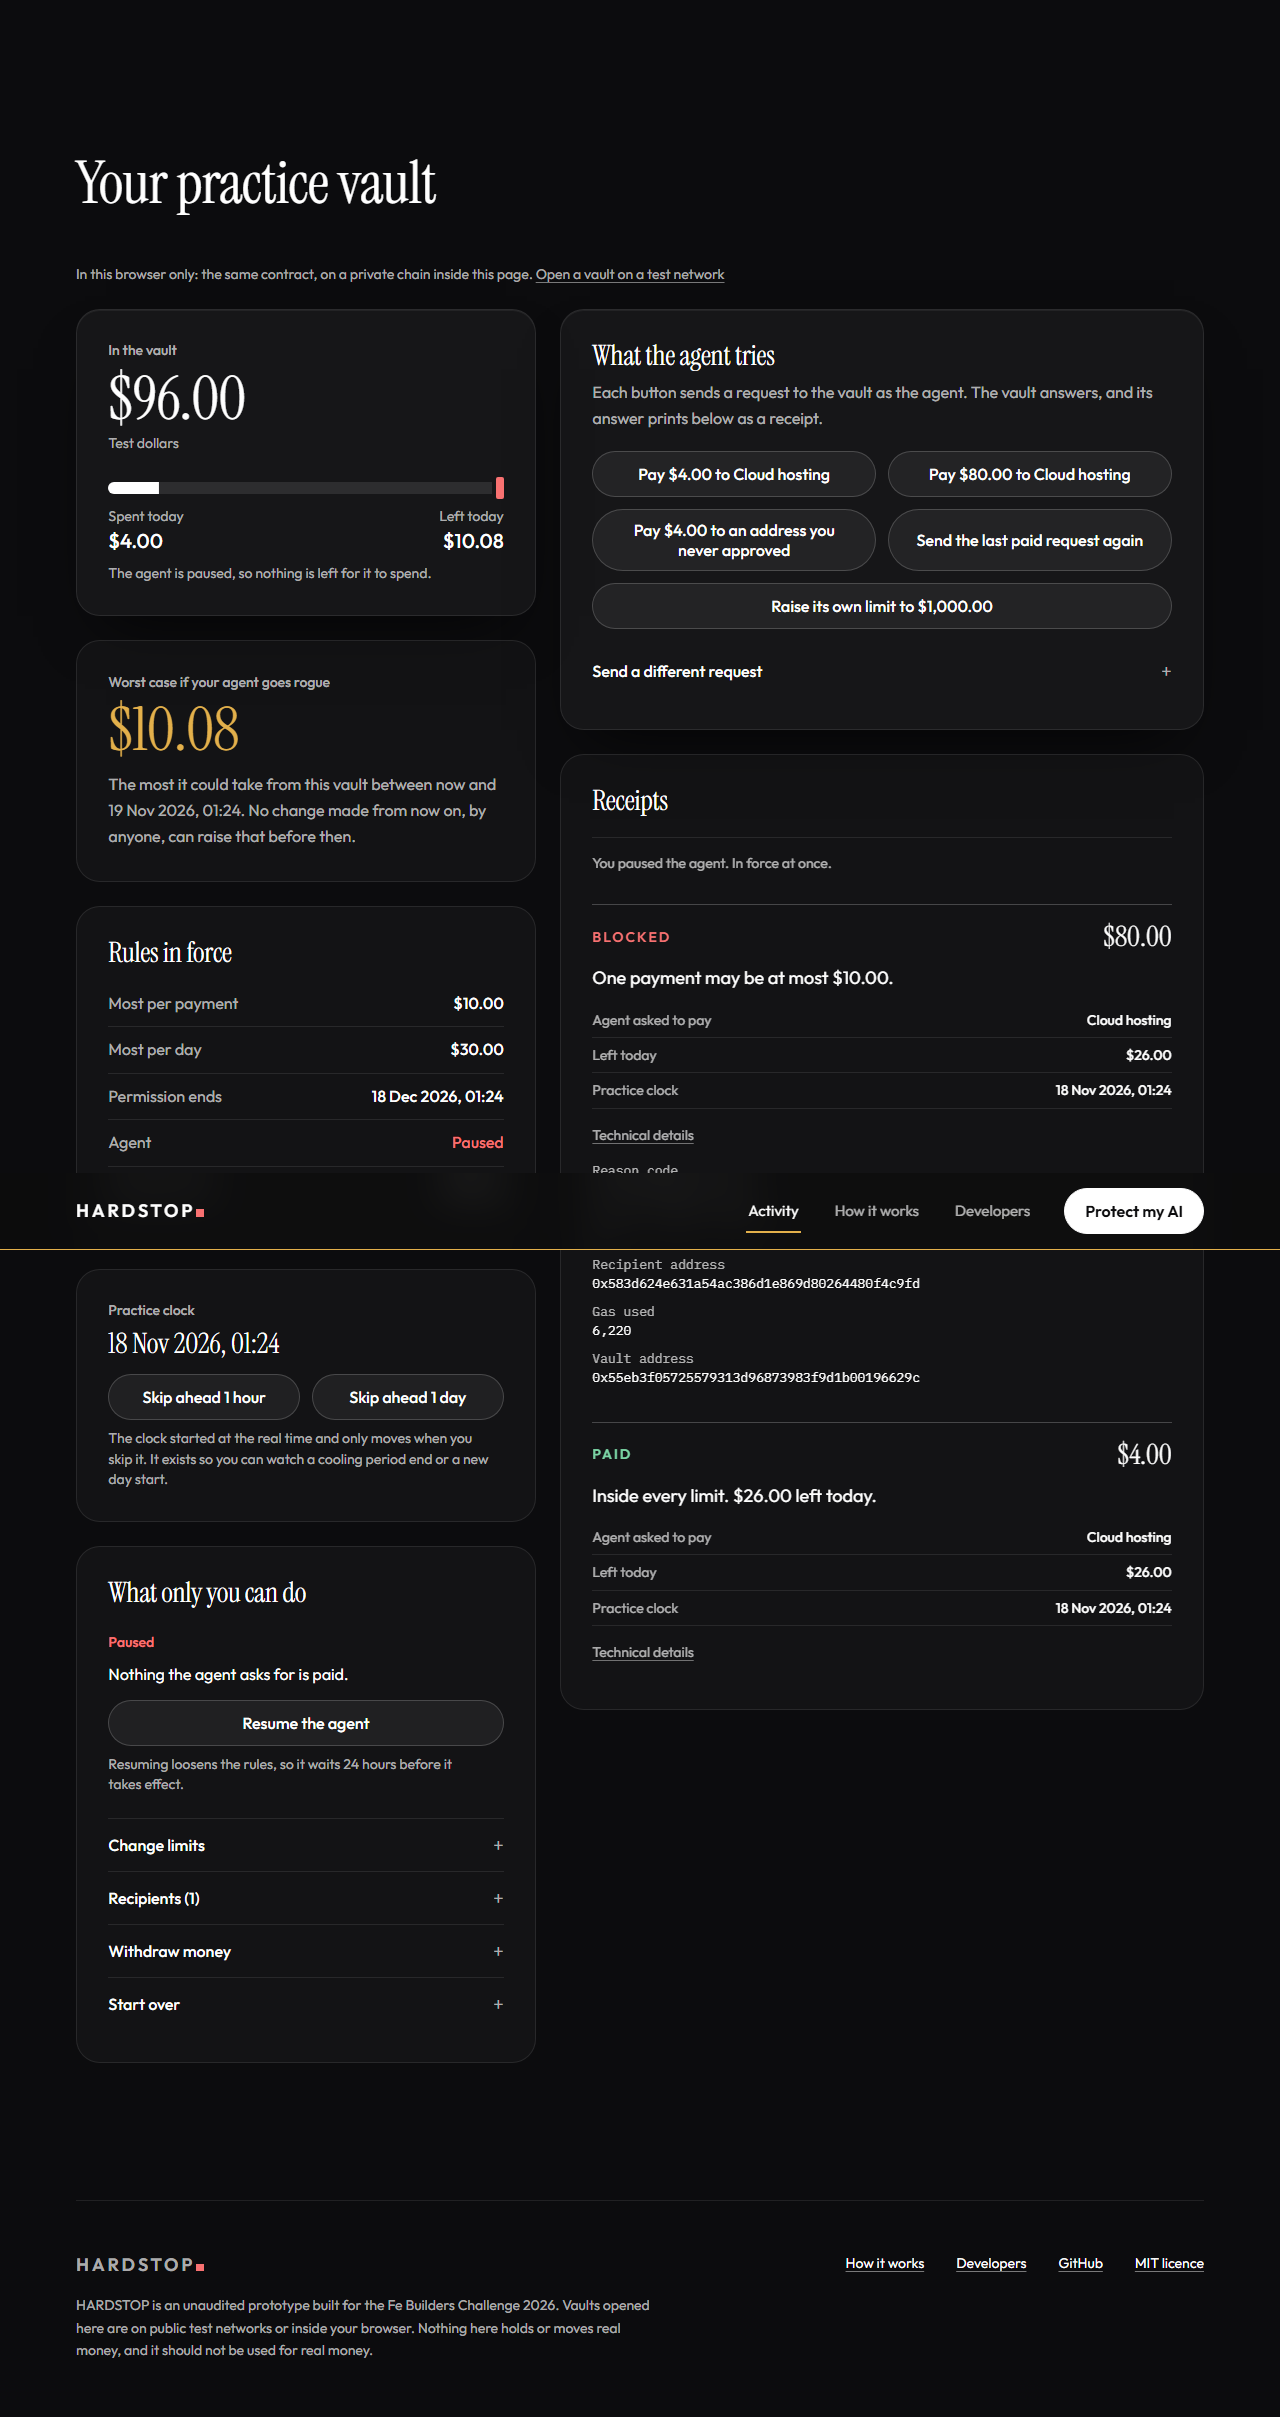 Your practice vault
In this browser only: the same contract, on a private chain inside this page. Open a vault on a test network
In the vault
$96.00
Test dollars
Spent today
Left today
$4.00
$10.08
The agent is paused, so nothing is left for it to spend.
Worst case if your agent goes rogue
$10.08
The most it could take from this vault between now and
19 Nov 2026, 01:24. No change made from now on, by
anyone, can raise that before then.
Rules in force
Most per payment
$10.00
Most per day
$30.00
Permission ends
18 Dec 2026, 01:24
Agent
Paused
What the agent tries
Each button sends a request to the vault as the agent. The vault answers, and its
answer prints below as a receipt.
Pay $4.00 to Cloud hosting
Pay $80.00 to Cloud hosting
Pay $4.00 to an address you
never approved
Send the last paid request again
Raise its own limit to $1,000.00
Send a different request
+
Receipts
You paused the agent. In force at once.
BLOCKED
$80.00
One payment may be at most $10.00.
Agent asked to pay
Cloud hosting
Left today
$26.00
Practice clock
18 Nov 2026, 01:24
Technical details
Reason code
HARDSTOP
Activity
How it works
Developers
Protect my AI
Recipient address
0x583d624e631a54ac386d1e869d80264480f4c9fd
Gas used
6,220
Vault address
0x55eb3f05725579313d96873983f9d1b00196629c
PAID
$4.00
Inside every limit. $26.00 left today.
Agent asked to pay
Cloud hosting
Left today
$26.00
Practice clock
18 Nov 2026, 01:24
Technical details
Practice clock
18 Nov 2026, 01:24
Skip ahead 1 hour
Skip ahead 1 day
The clock started at the real time and only moves when you
skip it. It exists so you can watch a cooling period end or a new
day start.
What only you can do
Paused
Nothing the agent asks for is paid.
Resume the agent
Resuming loosens the rules, so it waits 24 hours before it
takes effect.
Change limits
+
Recipients (1)
+
Withdraw money
+
Start over
+
HARDSTOP
How it works
Developers
GitHub
MIT licence
HARDSTOP is an unaudited prototype built for the Fe Builders Challenge 2026. Vaults opened
here are on public test networks or inside your browser. Nothing here holds or moves real
money, and it should not be used for real money.